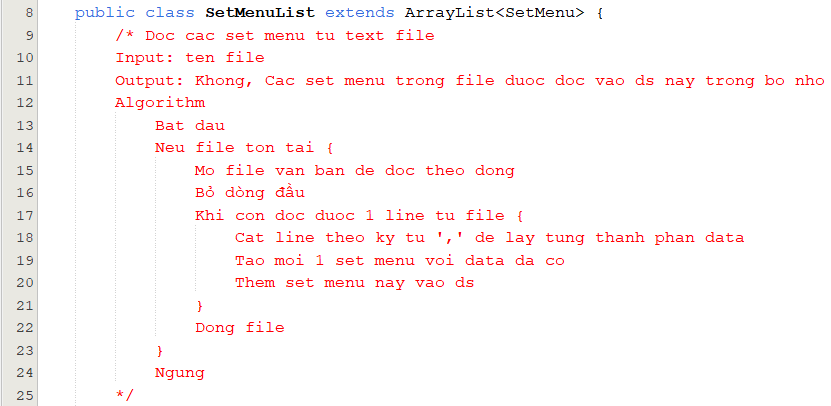 8 public class SetMenuList extends ArrayList<SetMenu> {
9 /* Doc cac set menu tu text file
10 Input: ten file
11 Output: Khong, Cac set menu trong file duoc doc vao ds nay trong bo nho
12 Algorithm
13 Bat dau
14 Neu file ton tai {
15 Mo file van ban de doc theo dong
16 Bỏ dòng đầu
17 Khi con doc duoc 1 line tu file {
18 Cat line theo ky tu ',' de lay tung thanh phan data
19 Tao moi 1 set menu voi data da co
20 Them set menu nay vao ds
21 }
22 Dong file
23 }
24 Ngung
25 */